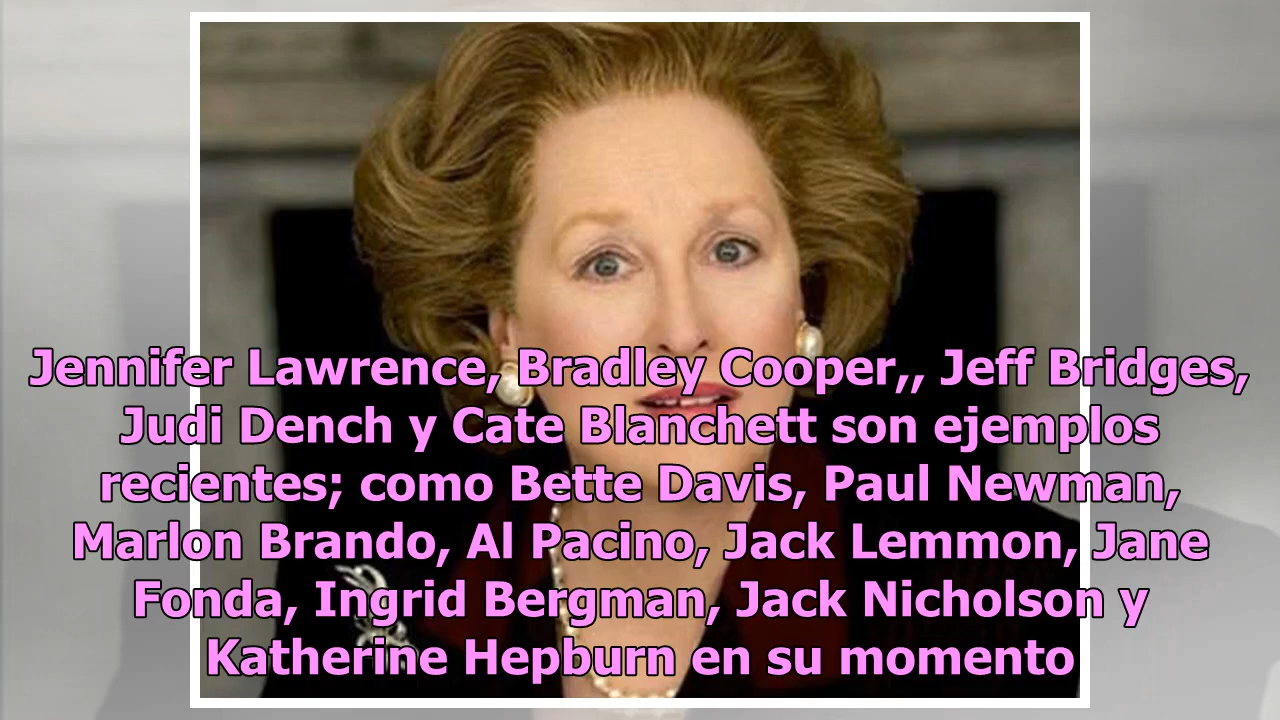 Jennifer Lawrence, Bradley Cooper,, Jeff Bridges,
Judi Dench y Cate Blanchett son ejemplos
recientes; como Bette Davis, Paul Newman,
Marlon Brando, Al Pacino, Jack Lemmon, Jane
Fonda, Ingrid Bergman, Jack Nicholson y
Katherine Hepburn en su momento